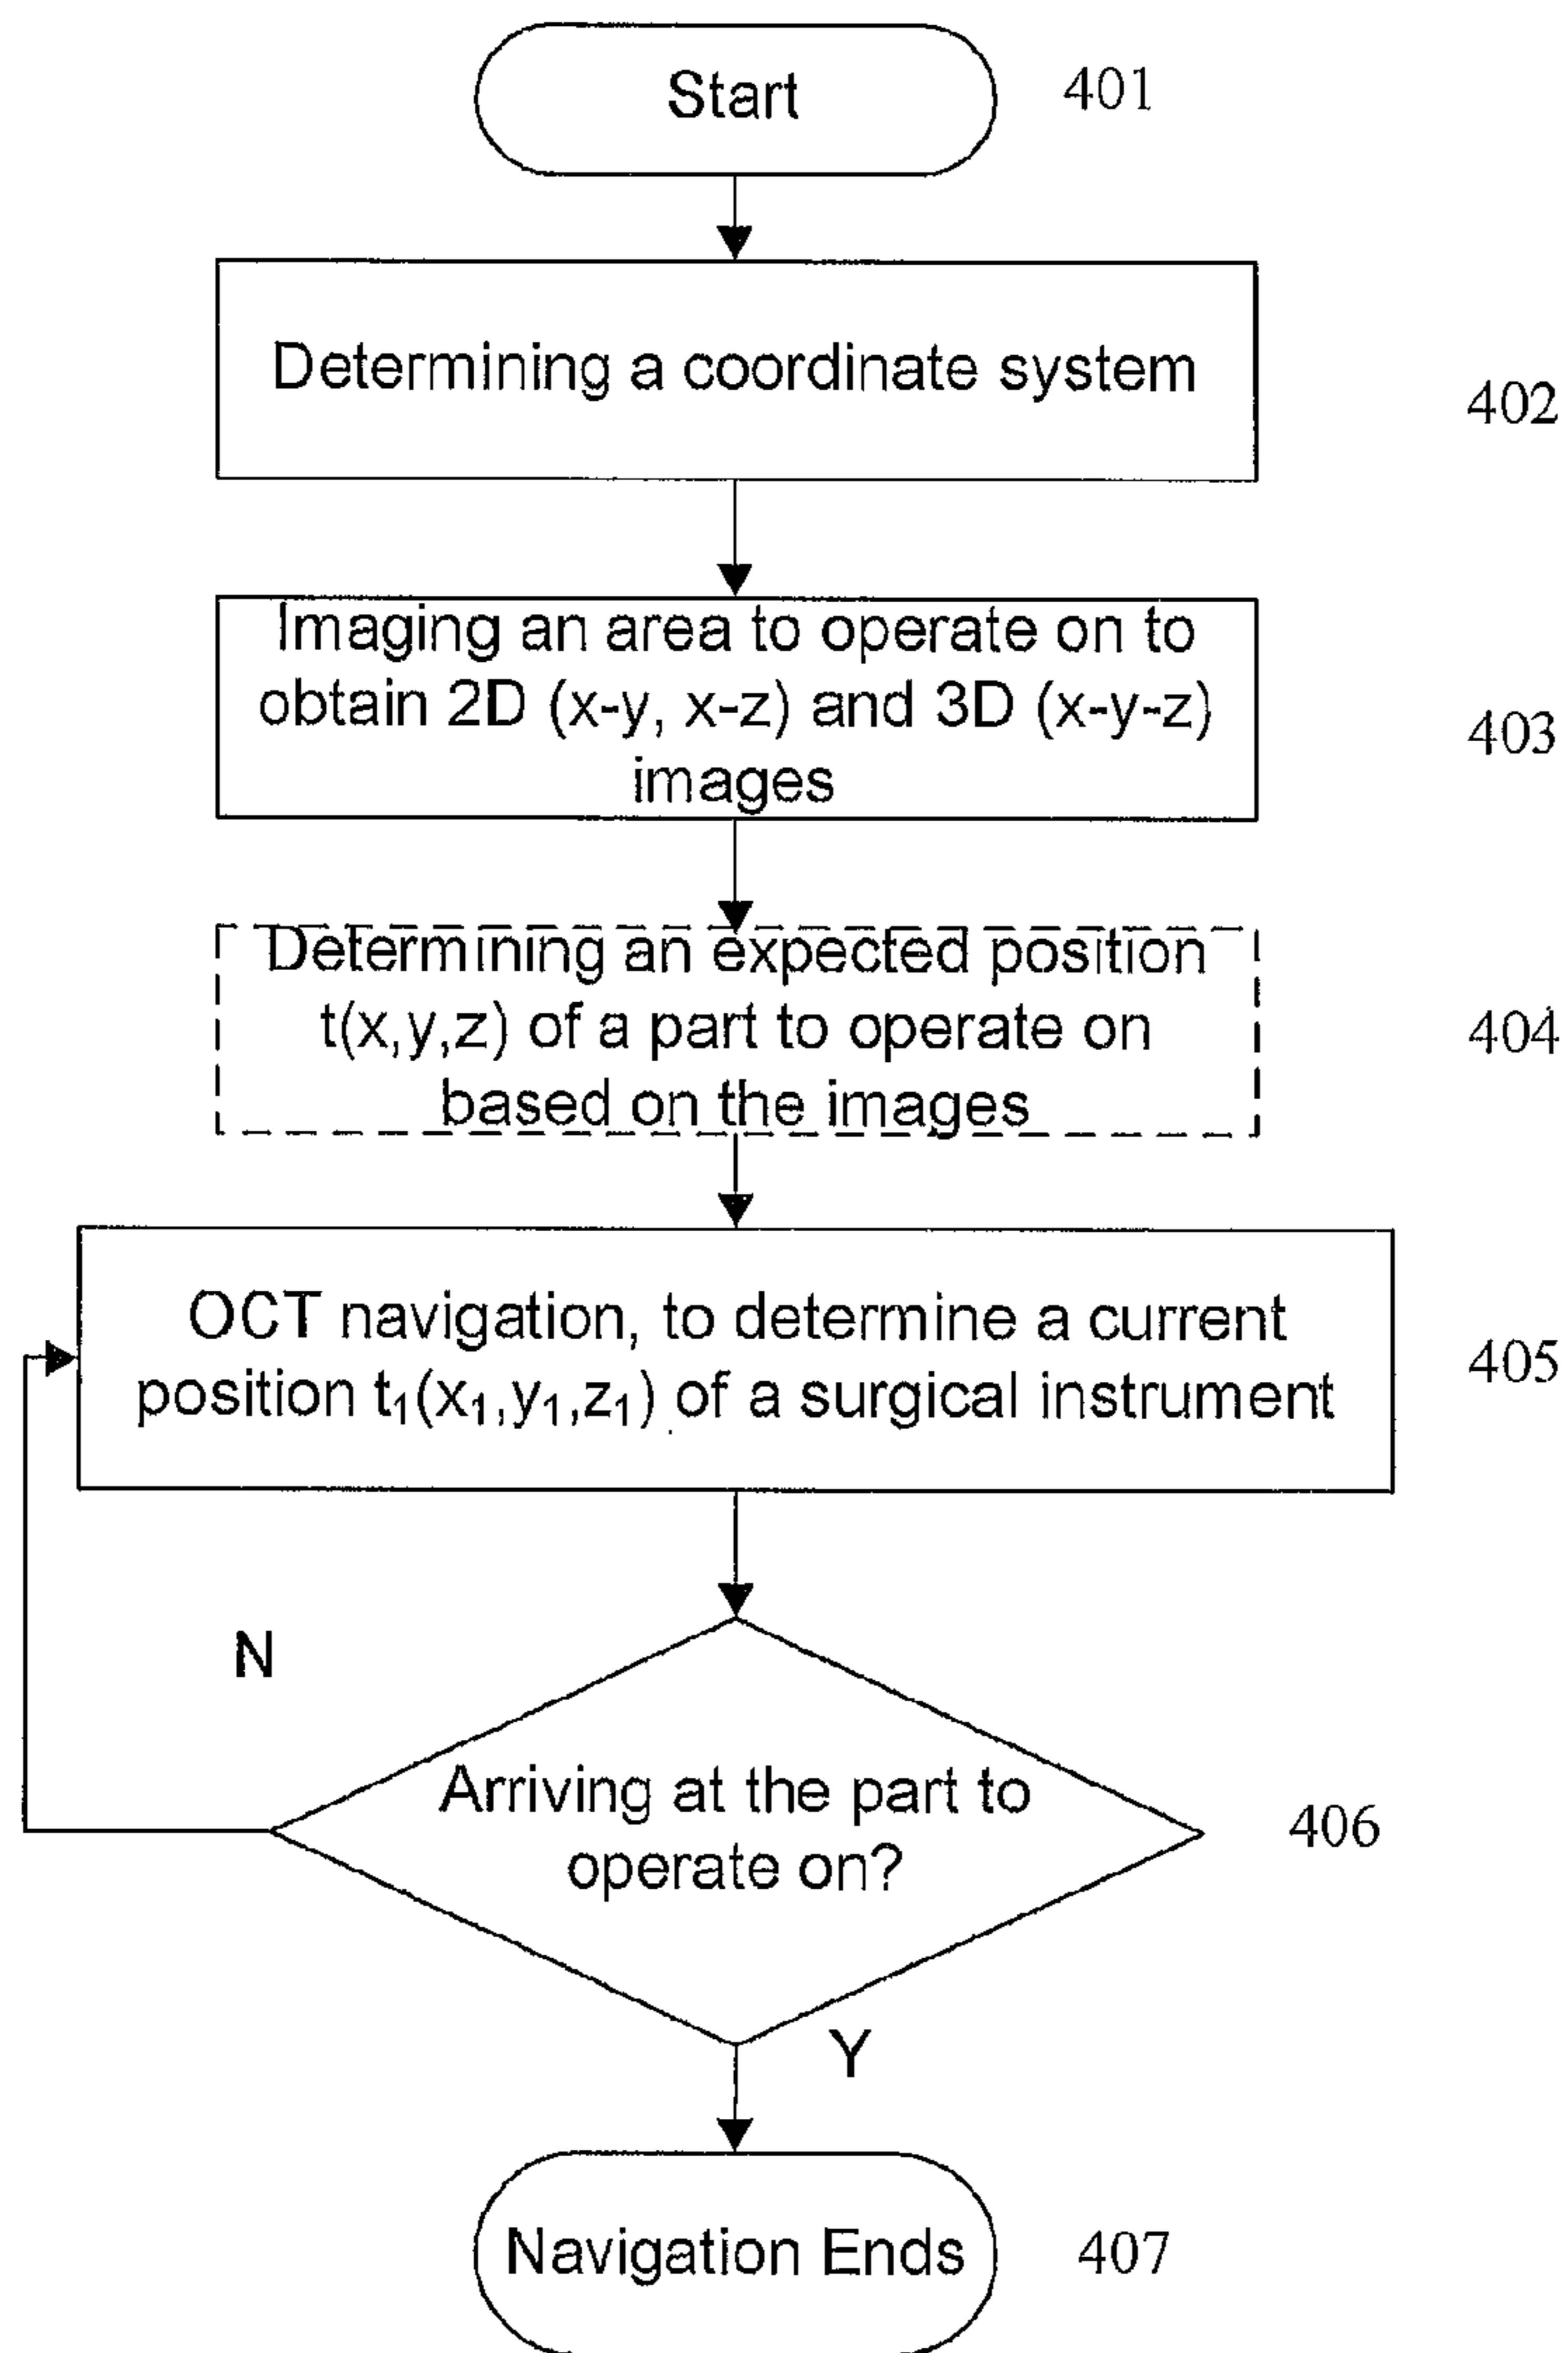 Start
401
Determining a coordinate system
402
Imaging an area to operate on to
obtain 2D (x-y, x-z) and 3D (x-y-z)
images
403
Determining an expected position
t(x,y,z) of a part to operate on
based on the images
404
OCT navigation, to determine a current
position t₁(x₁,y₁,z₁) of a surgical instrument
405
N
Arriving at the part to
operate on?
406
Y
Navigation Ends
407